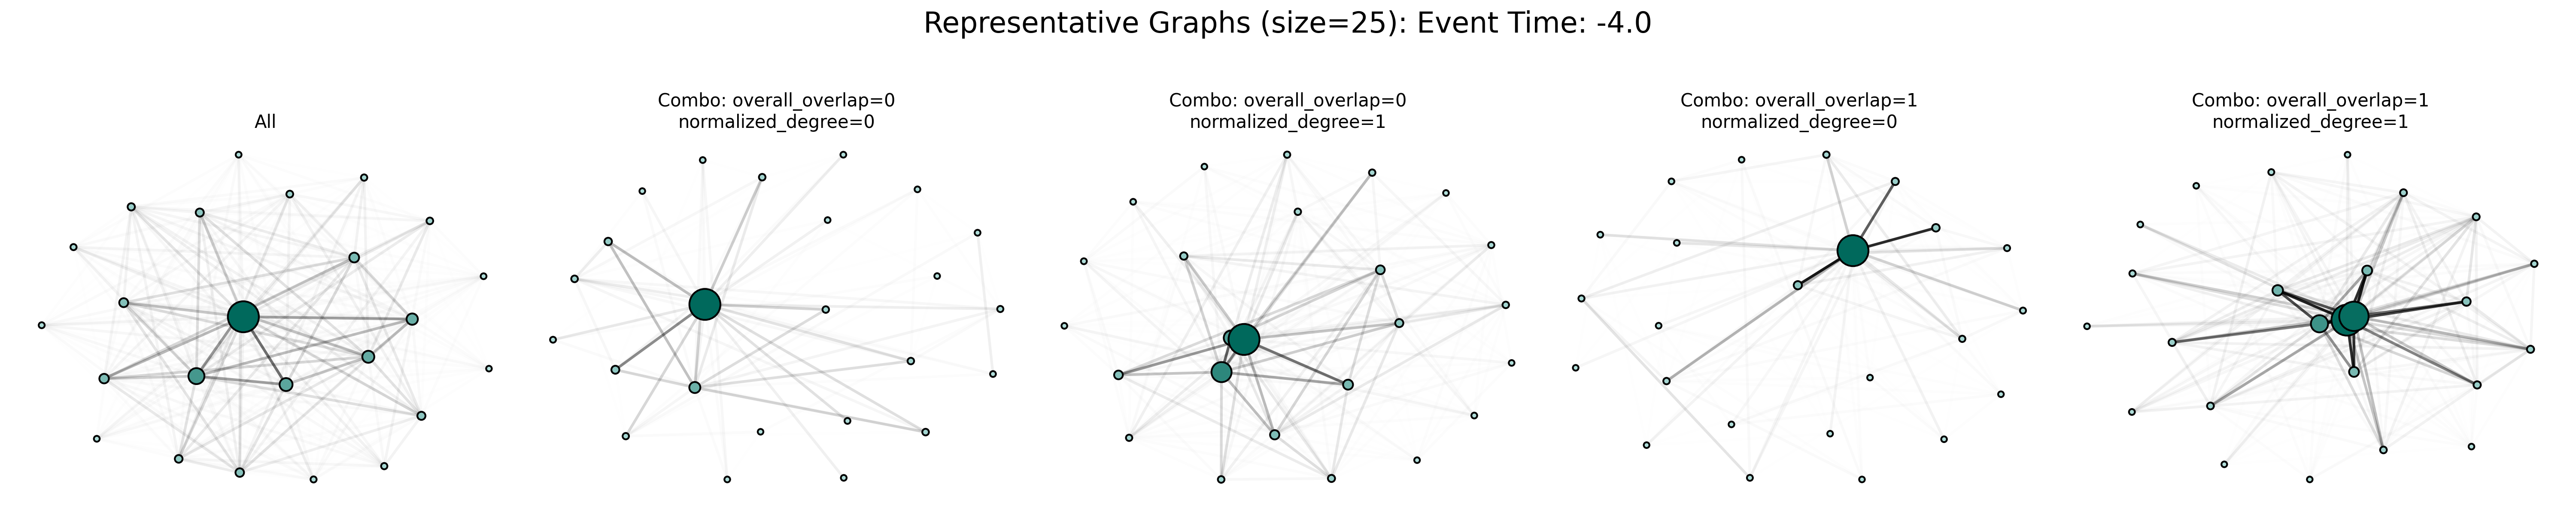 Representative Graphs (size=25): Event Time: -4.0
All
Combo: overall_overlap=0
normalized_degree=0
Combo: overall_overlap=0
normalized_degree=1
Combo: overall_overlap=1
normalized_degree=0
Combo: overall_overlap=1
normalized_degree=1